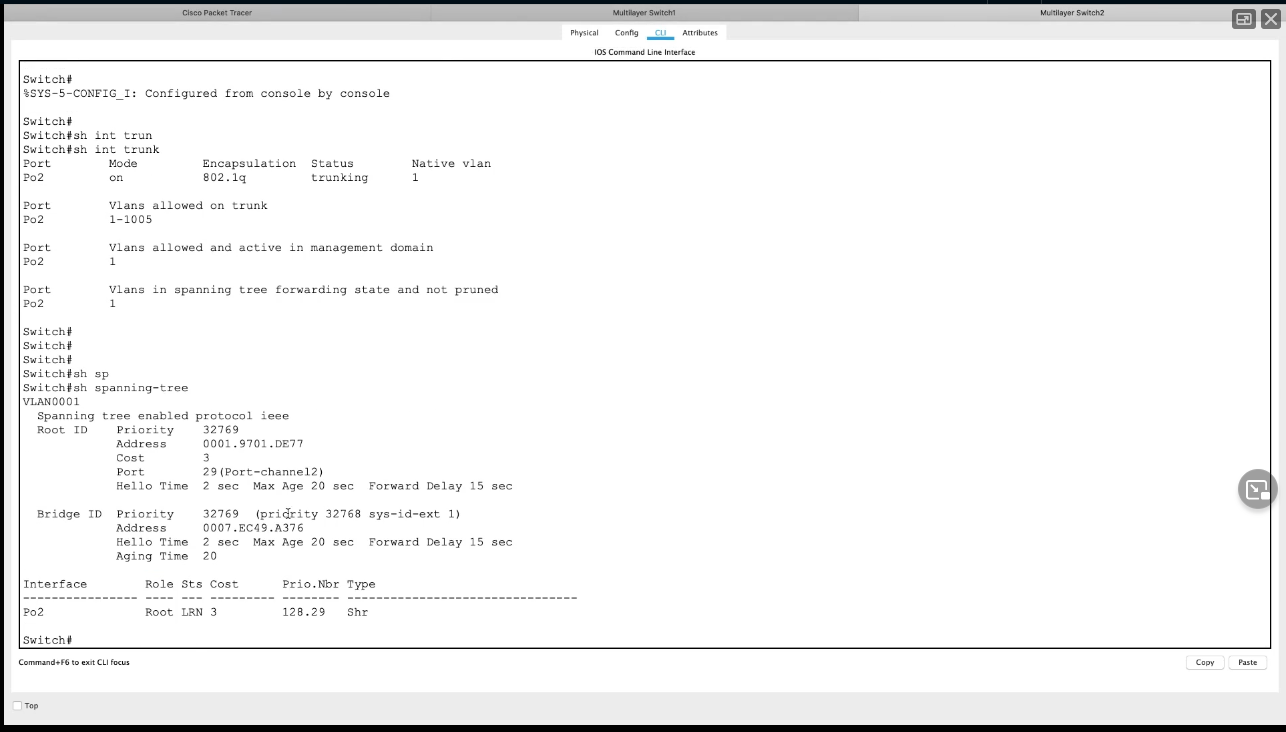 Cisco Packet Tracer Multilayer Switch1 Multilayer Switch2
Physical Config CLI Attributes
IOS Command Line Interface
Switch#
%SYS-5-CONFIG_I: Configured from console by console
Switch#
Switch#sh int trun
Switch#sh int trunk
Port Mode Encapsulation Status Native vlan
Po2 on 802.1q trunking 1
Port Vlans allowed on trunk
Po2 1-1005
Port Vlans allowed and active in management domain
Po2 1
Port Vlans in spanning tree forwarding state and not pruned
Po2 1
Switch#
Switch#
Switch#
Switch#sh sp
Switch#sh spanning-tree
VLAN0001
Spanning tree enabled protocol ieee
Root ID Priority 32769
Address 0001.9701.DE77
Cost 3
Port 29(Port-channel2)
Hello Time 2 sec Max Age 20 sec Forward Delay 15 sec
Bridge ID Priority 32769 (priority 32768 sys-id-ext 1)
Address 0007.EC49.A376
Hello Time 2 sec Max Age 20 sec Forward Delay 15 sec
Aging Time 20
Interface Role Sts Cost Prio.Nbr Type
---------------- ---- --- --------- -------- --------------------------------
Po2 Root LRN 3 128.29 Shr
Switch#
Command+F6 to exit CLI focus Copy Paste
Top